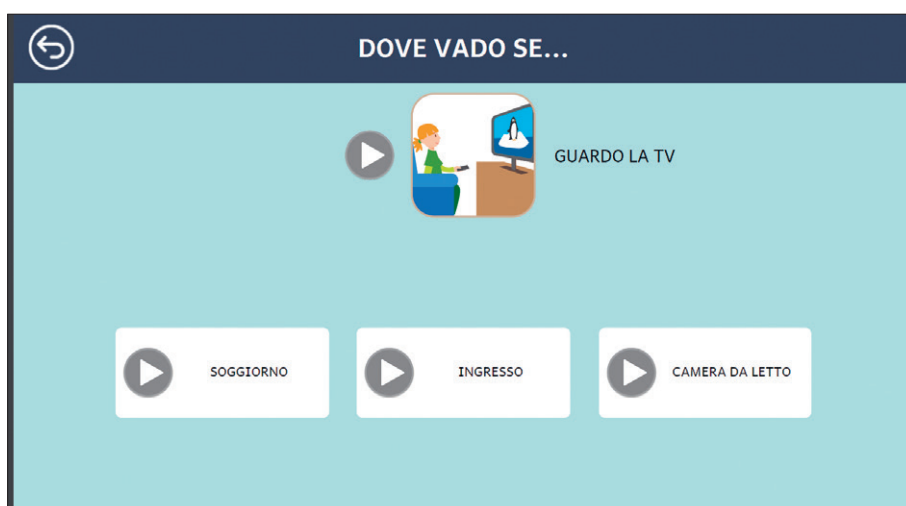 DOVE VADO SE...
GUARDO LA TV
SOGGIORNO
INGRESSO
CAMERA DA LETTO